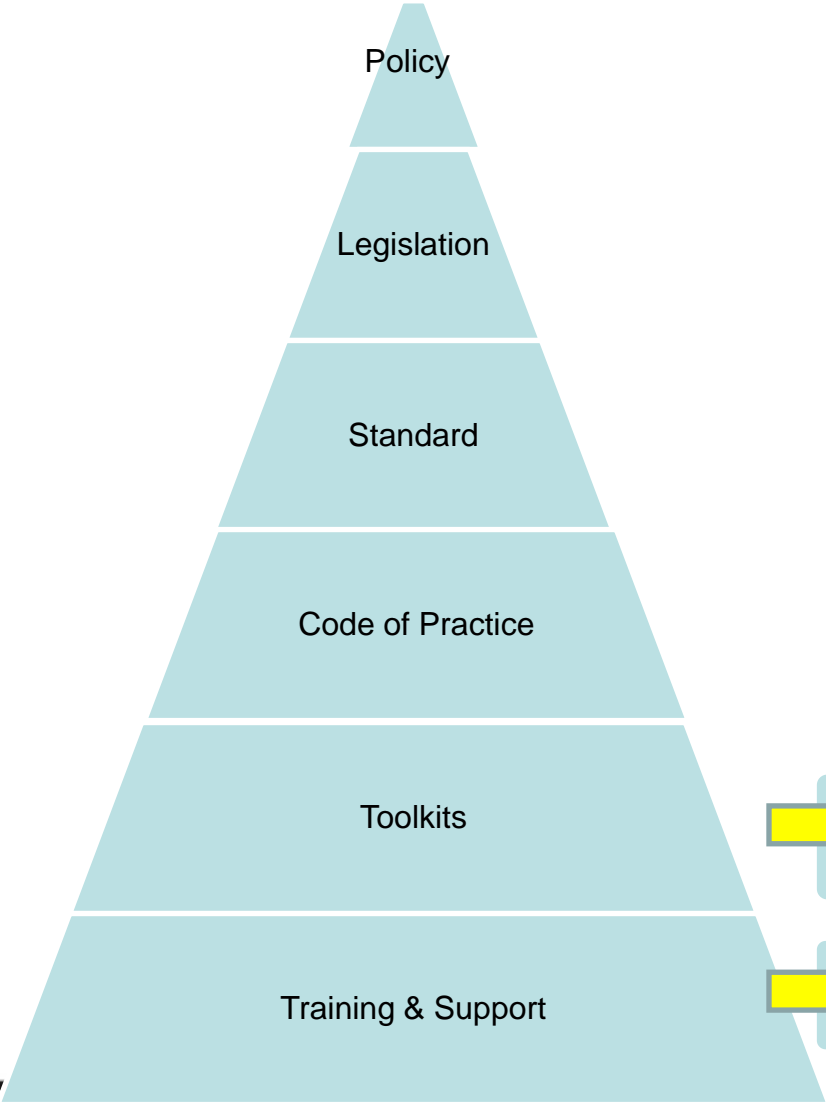 Policy
Legislation
Standard
Code of Practice
Toolkits
Training & Support